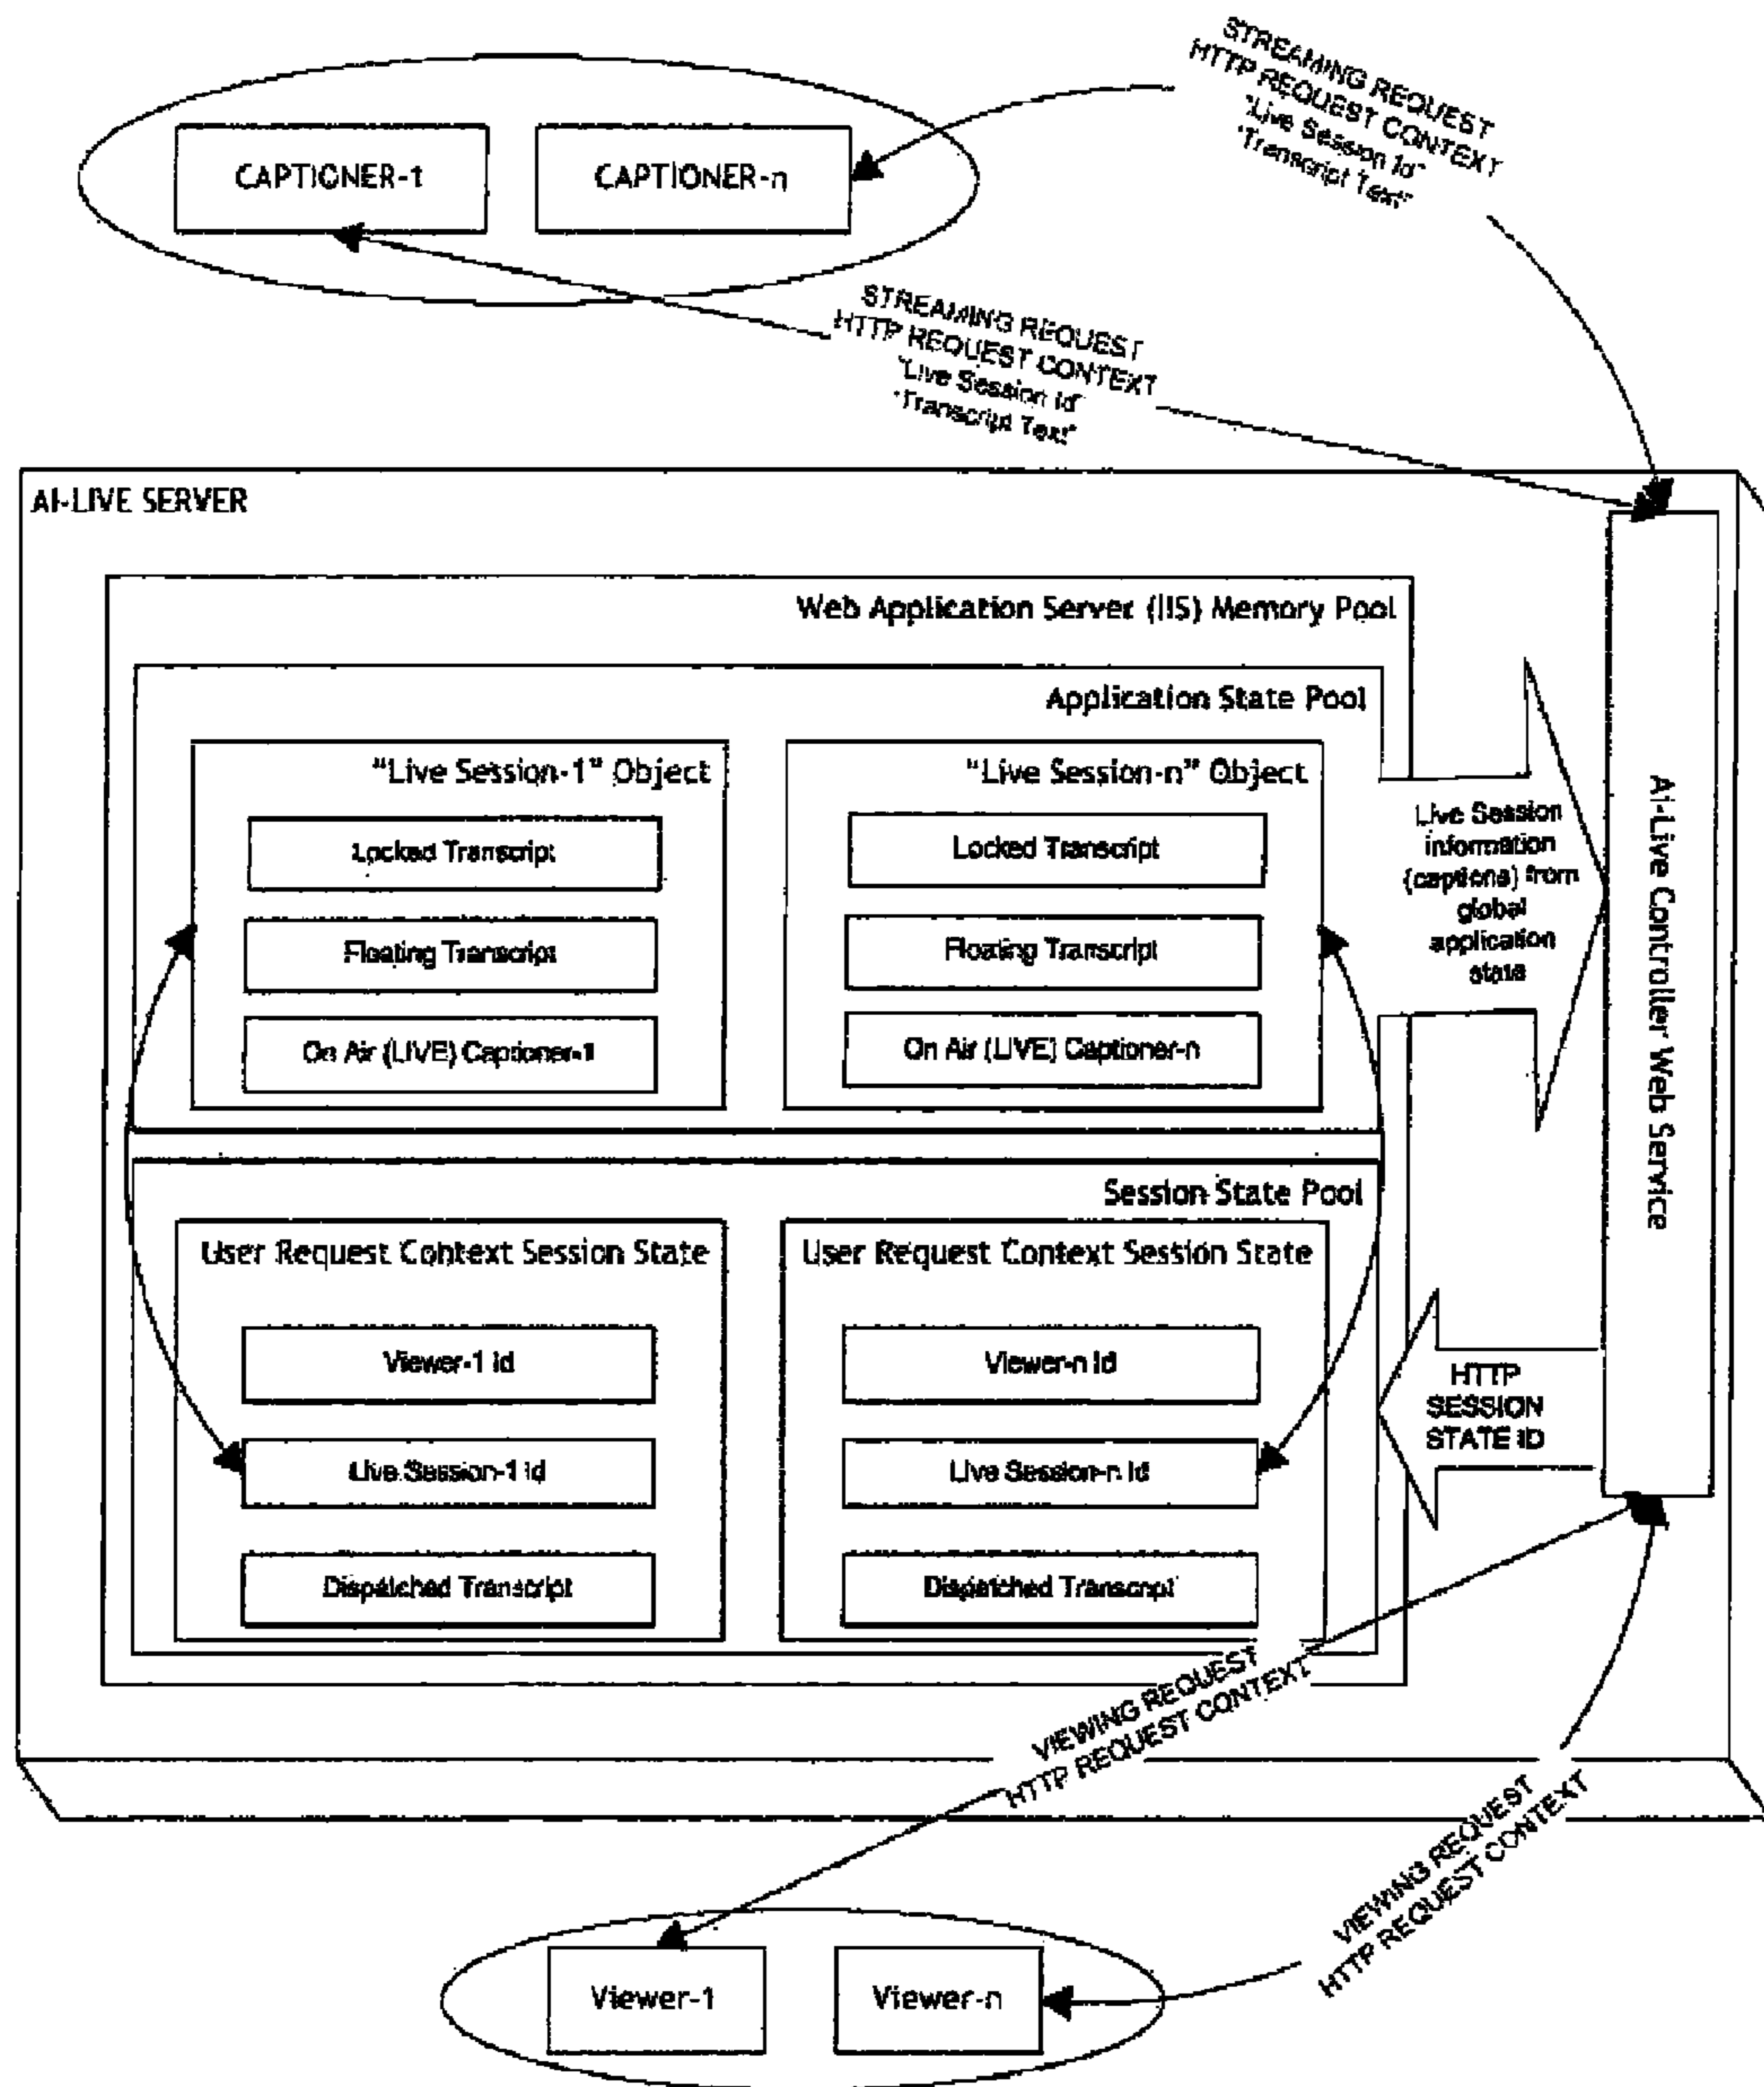 STREAMING REQUEST
HTTP REQUEST CONTEXT
"Live Session Id"
"Transcript Text"
CAPTIONER-1
CAPTIONER-n
STREAMING REQUEST
HTTP REQUEST CONTEXT
"Live Session Id"
"Transcript Text"
AI-LIVE SERVER
Web Application Server (IIS) Memory Pool
Application State Pool
"Live Session-1" Object
Locked Transcript
Floating Transcript
On Air (LIVE) Captioner-1
"Live Session-n" Object
Locked Transcript
Floating Transcript
On Air (LIVE) Captioner-n
Live Session
information
(captions) from
global
application
state
Ai-Live Controller Web Service
Session State Pool
User Request Context Session State
Viewer-1 Id
Live Session-1 Id
Dispatched Transcript
User Request Context Session State
Viewer-n Id
Live Session-n Id
Dispatched Transcript
HTTP
SESSION
STATE ID
VIEWING REQUEST
HTTP REQUEST CONTEXT
VIEWING REQUEST
HTTP REQUEST CONTEXT
Viewer-1
Viewer-n